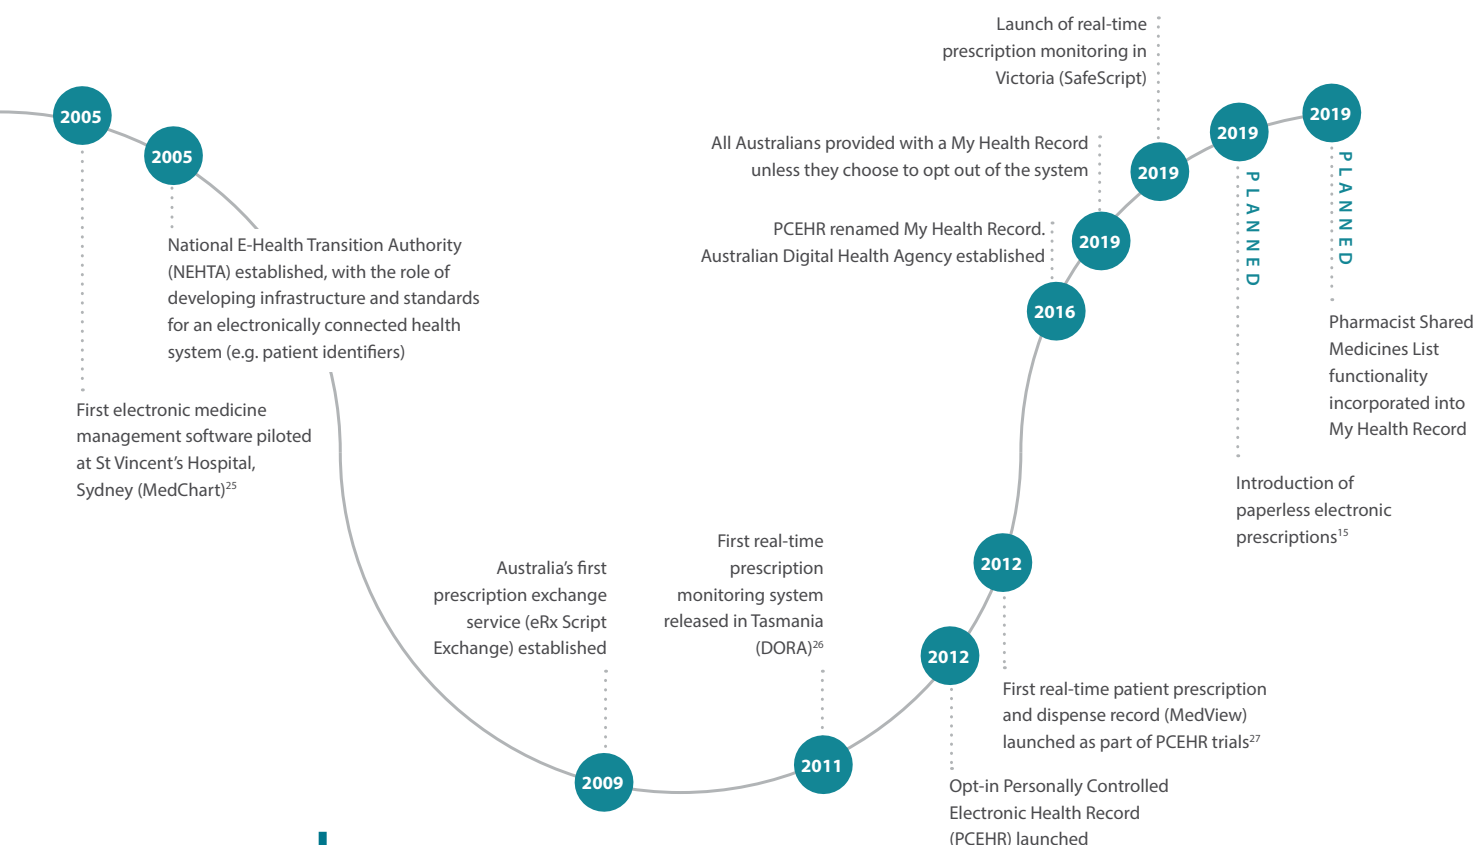 2005
First electronic medicine
management software piloted
at St Vincent’s Hospital,
Sydney (MedChart)25
2005
National E-Health Transition Authority
(NEHTA) established, with the role of
developing infrastructure and standards
for an electronically connected health
system (e.g. patient identifiers)
Australia’s first
prescription exchange
service (eRx Script
Exchange) established
2009
First real-time
prescription
monitoring system
released in Tasmania
(DORA)26
2011
2012
Opt-in Personally Controlled
Electronic Health Record
(PCEHR) launched
2012
First real-time patient prescription
and dispense record (MedView)
launched as part of PCEHR trials27
PCEHR renamed My Health Record.
Australian Digital Health Agency established
2016
All Australians provided with a My Health Record
unless they choose to opt out of the system
2019
Launch of real-time
prescription monitoring in
Victoria (SafeScript)
2019
2019
PLANNED
Introduction of
paperless electronic
prescriptions15
2019
PLANNED
Pharmacist Shared
Medicines List
functionality
incorporated into
My Health Record